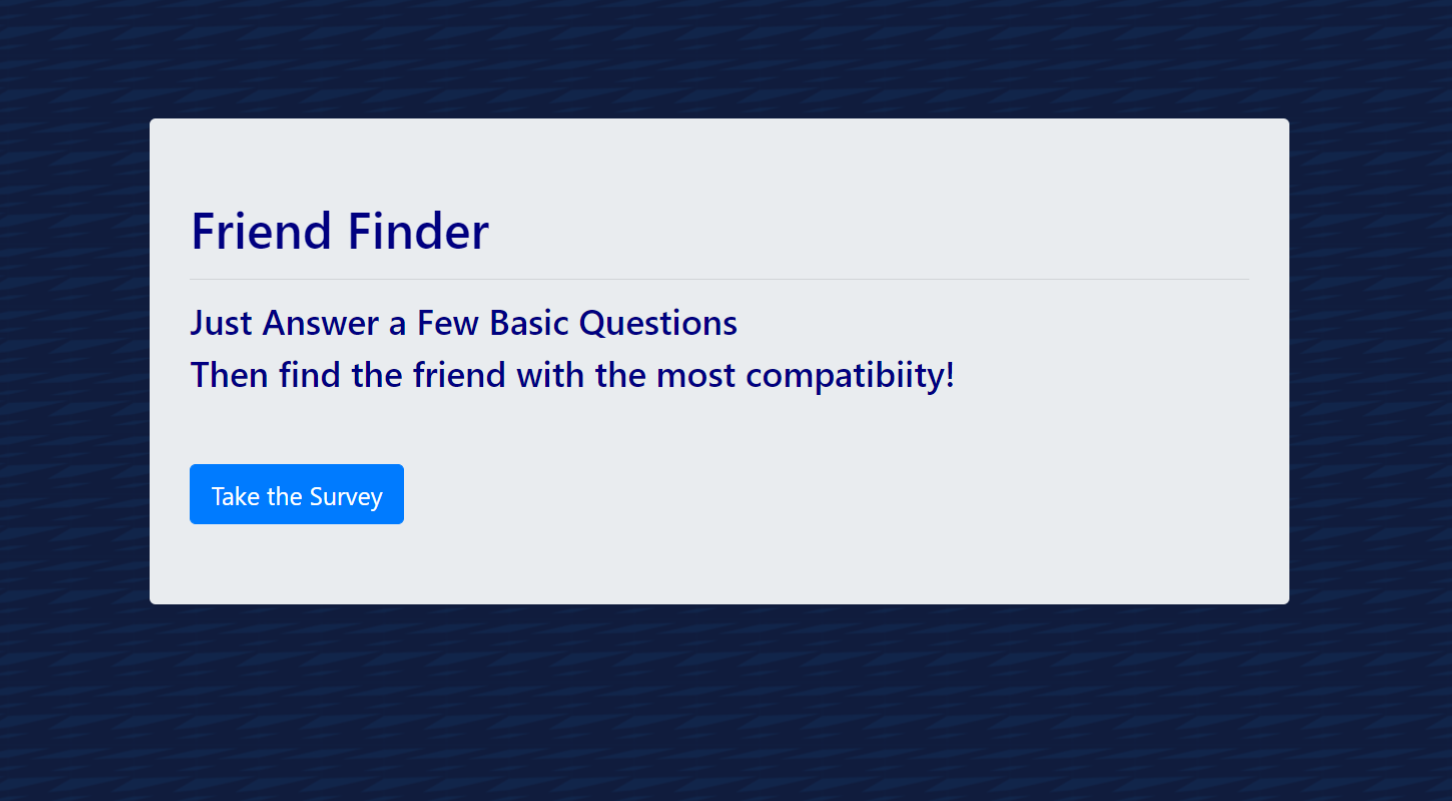 Friend Finder
Just Answer a Few Basic Questions
Then find the friend with the most compatibiity!
Take the Survey